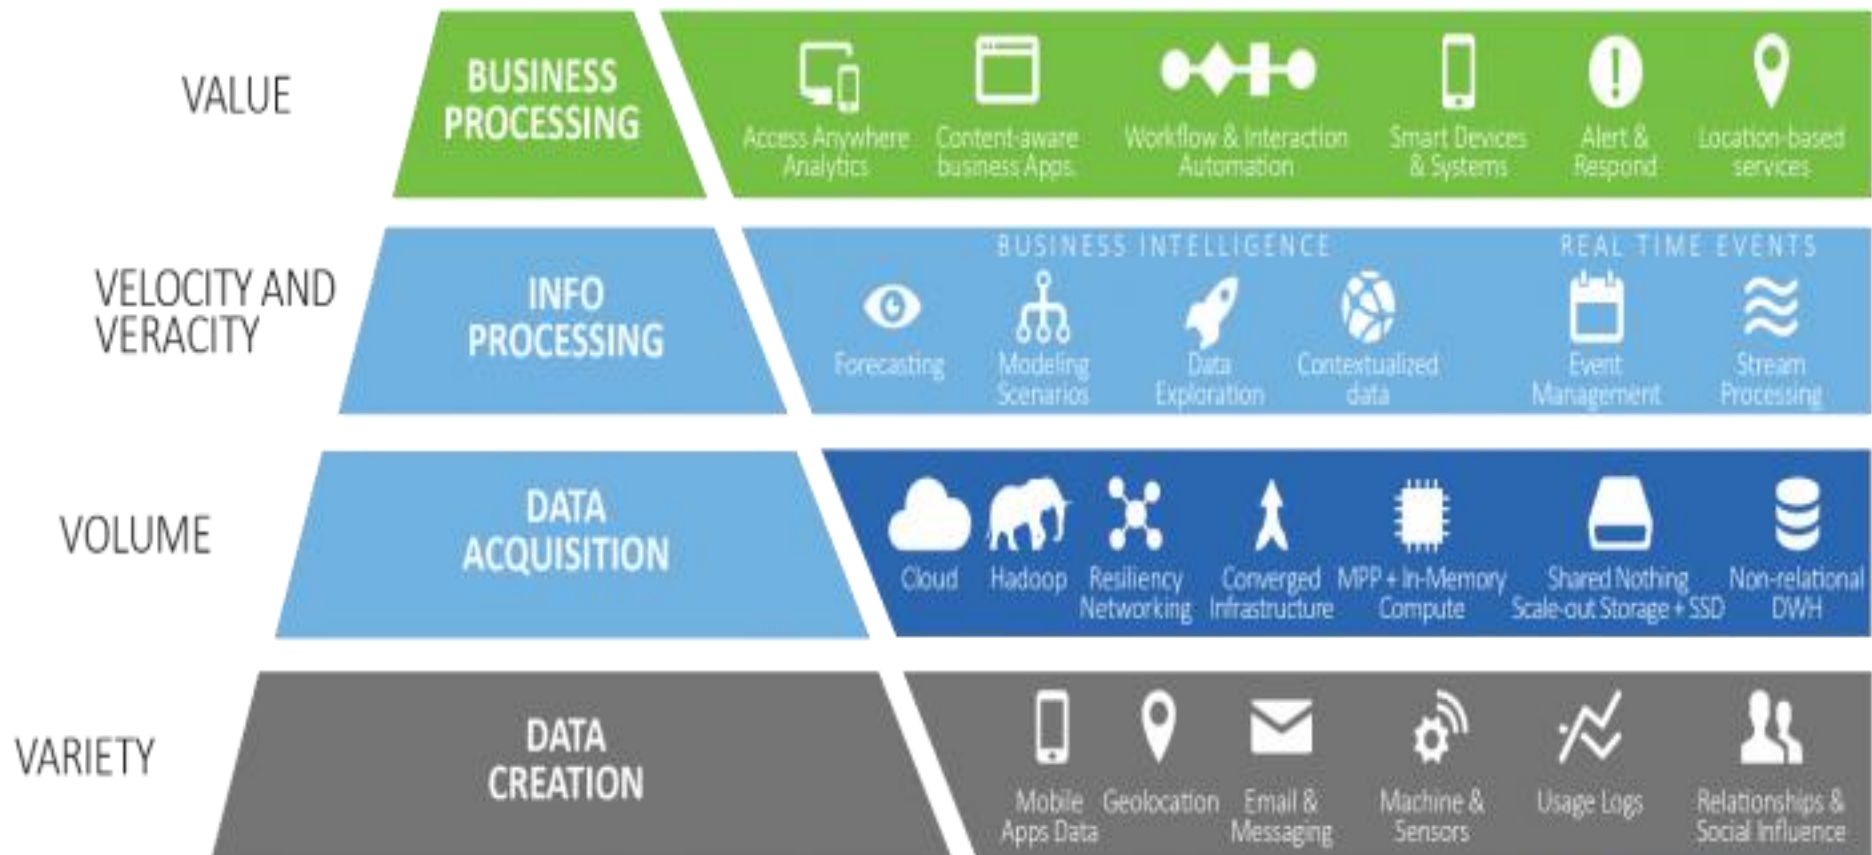 VALUE
BUSINESS
PROCESSING
Access Anywhere
Analytics
Content-aware
business Apps.
Workflow & Interaction
Automation
Smart Devices
& Systems
Alert &
Respond
Location-based
services
VELOCITY AND
VERACITY
INFO
PROCESSING
BUSINESS INTELLIGENCE
Forecasting
Modeling
Scenarios
Data
Exploration
Contextualized
data
REAL TIME EVENTS
Event
Management
Stream
Processing
VOLUME
DATA
ACQUISITION
Cloud
Hadoop
Resiliency
Networking
Converged
Infrastructure
MPP + In-Memory
Compute
Shared Nothing
Scale-out Storage + SSD
Non-relational
DWH
VARIETY
DATA
CREATION
Mobile
Apps Data
Geolocation
Email &
Messaging
Machine &
Sensors
Usage Logs
Relationships &
Social Influence